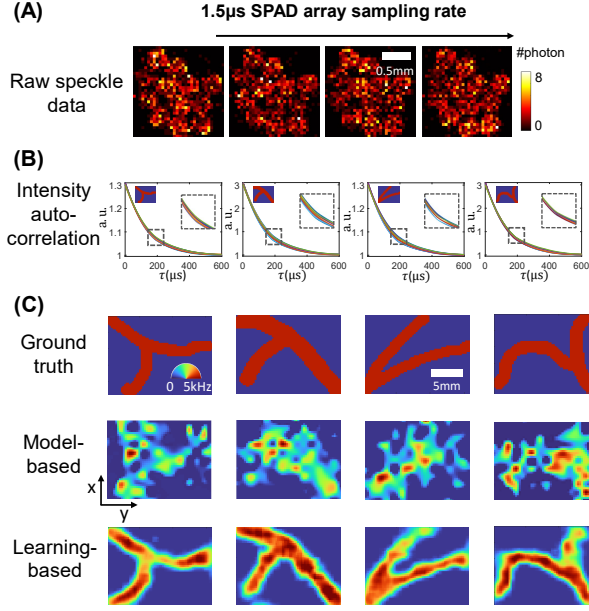 (A)
1.5µs SPAD array sampling rate
Raw speckle
data
0.5mm
#photon
8
0
(B)
Intensity
auto-
correlation
a. u.
1.3
1.2
1.1
1
0 200 400 600
τ(µs)
a. u.
1.3
1.2
1.1
1
0 200 400 600
τ(µs)
a. u.
1.3
1.2
1.1
1
0 200 400 600
τ(µs)
a. u.
1.3
1.2
1.1
1
0 200 400 600
τ(µs)
(C)
Ground
truth
0 5kHz
5mm
Model-
based
x
y
Learning-
based